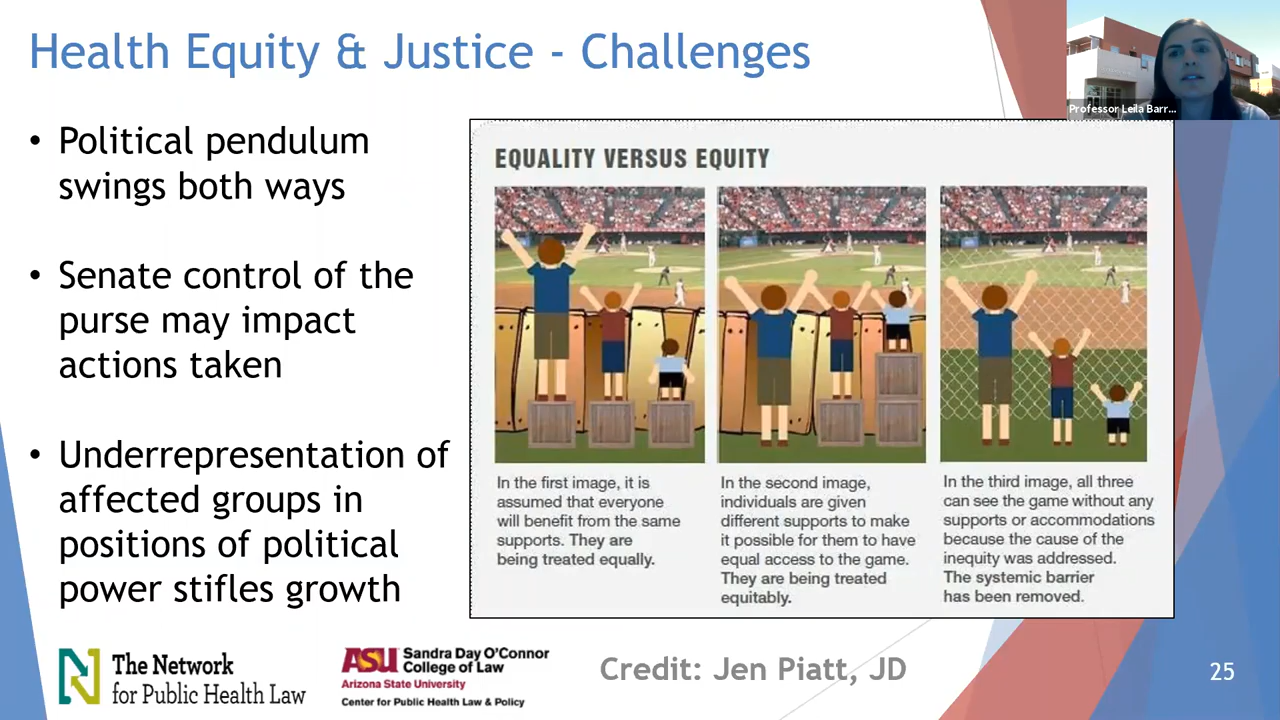 Health Equity & Justice - Challenges
Professor Leila Barr...
• Political pendulum
swings both ways
• Senate control of the
purse may impact
actions taken
• Underrepresentation of
affected groups in
positions of political
power stifles growth
EQUALITY VERSUS EQUITY
In the first image, it is
assumed that everyone
will benefit from the same
supports. They are
being treated equally.
In the second image,
individuals are given
different supports to make
it possible for them to have
equal access to the game.
They are being treated
equitably.
In the third image, all three
can see the game without any
supports or accommodations
because the cause of the
inequity was addressed.
The systemic barrier
has been removed.
The Network
for Public Health Law
ASU Sandra Day O'Connor
College of Law
Arizona State University
Center for Public Health Law & Policy
Credit: Jen Piatt, JD
25